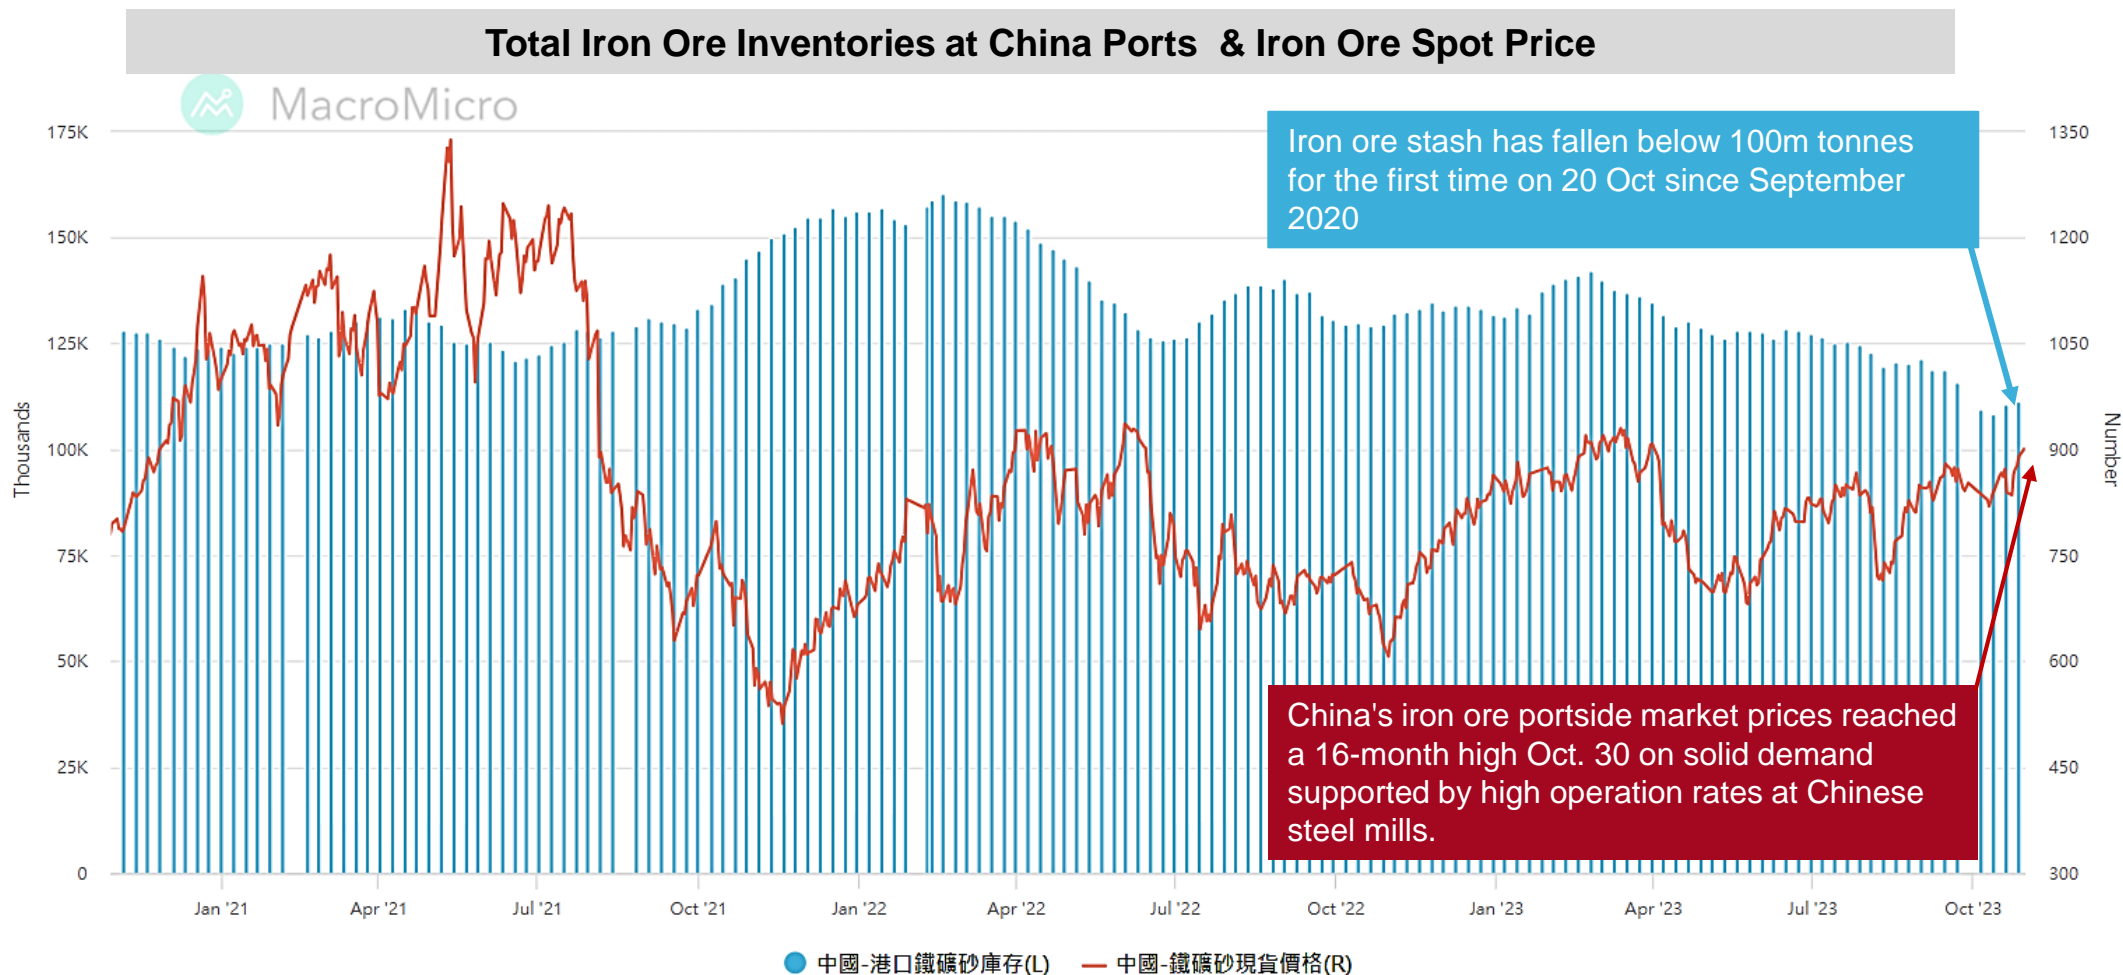 Total Iron Ore Inventories at China Ports & Iron Ore Spot Price
MacroMicro
175K
150K
125K
100K
75K
50K
25K
0
Thousands
1350
1200
1050
900
750
600
450
300
Number
Iron ore stash has fallen below 100m tonnes
for the first time on 20 Oct since September
2020
China's iron ore portside market prices reached
a 16-month high Oct. 30 on solid demand
supported by high operation rates at Chinese
steel mills.
Jan '21 Apr '21 Jul '21 Oct '21 Jan '22 Apr '22 Jul '22 Oct '22 Jan '23 Apr '23 Jul '23 Oct '23
中國-港口鐵礦砂庫存(L) 中國-鐵礦砂現貨價格(R)